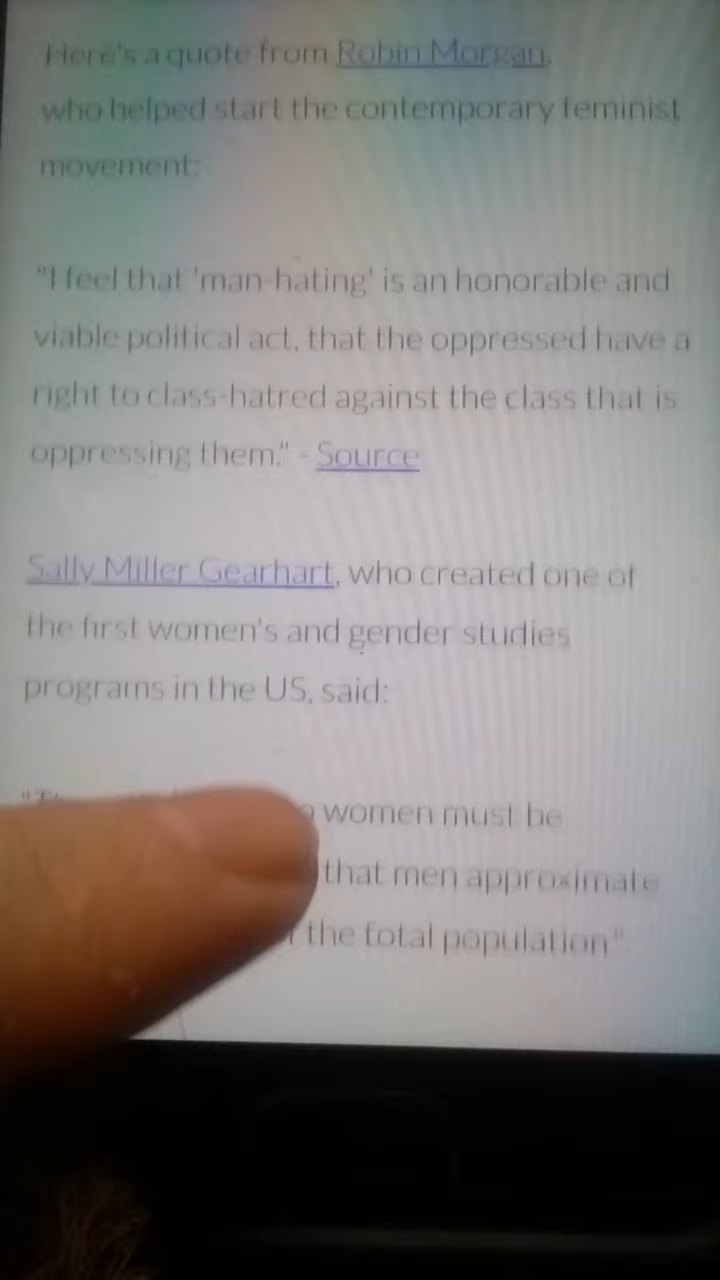 Here's a quote from Robin Morgan,
who helped start the contemporary feminist
movement:
"I feel that 'man-hating' is an honorable and
viable political act, that the oppressed have a
right to class-hatred against the class that is
oppressing them." - Source
Sally Miller Gearhart, who created one of
the first women's and gender studies
programs in the US, said:
women must be
that men approximate
the total population"